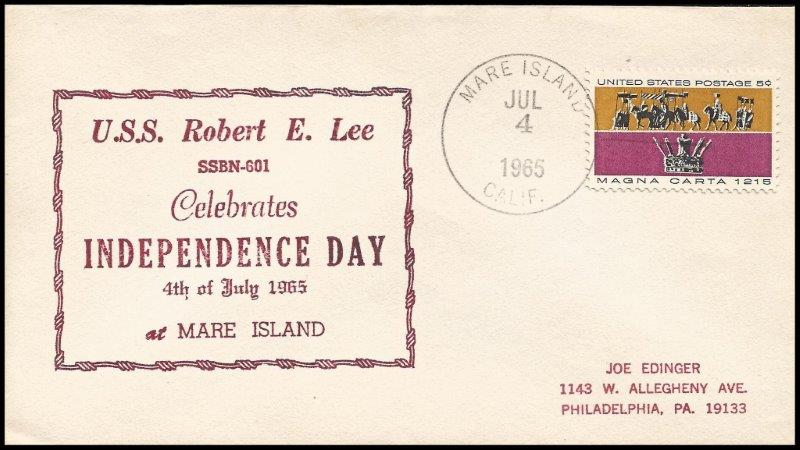 U.S.S. Robert E. Lee
SSBN-601
Celebrates
INDEPENDENCE DAY
4th of July 1965
at MARE ISLAND
MARE ISLAND
JUL
4
1965
CALIF.
UNITED STATES POSTAGE 5¢
MAGNA CARTA 1215
JOE EDINGER
1143 W. ALLEGHENY AVE.
PHILADELPHIA, PA. 19133